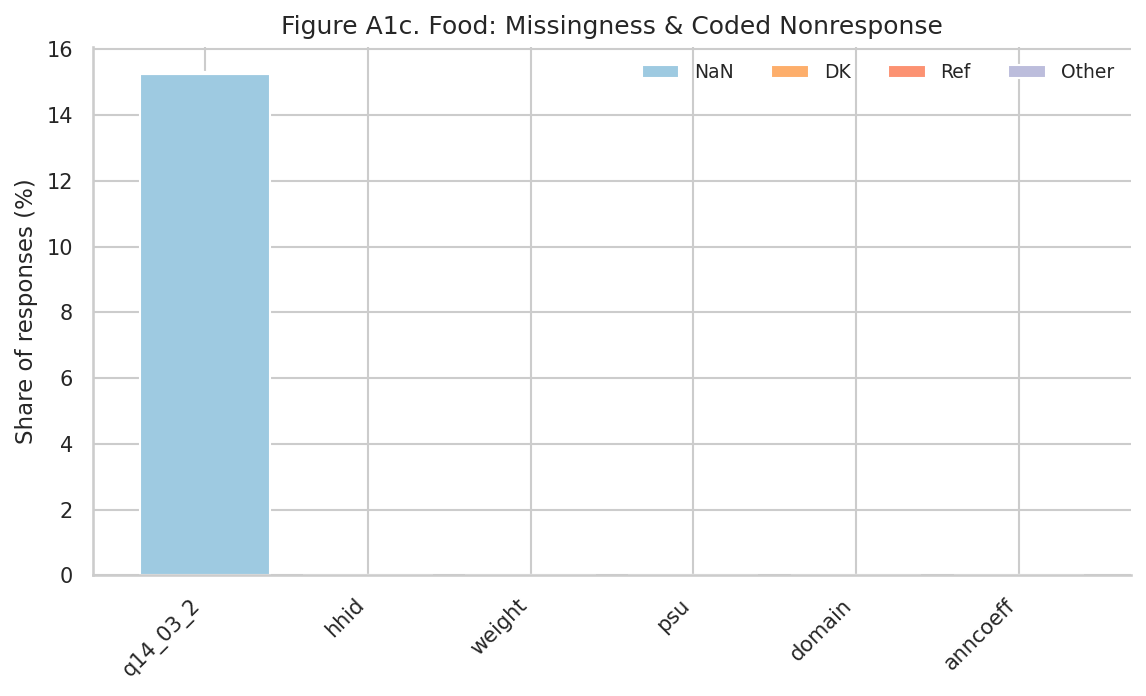 Figure A1c. Food: Missingness & Coded Nonresponse
NaN DK Ref Other
Share of responses (%)
16
14
12
10
8
6
4
2
0
q14_03_2 hhid weight psu domain anncoeff